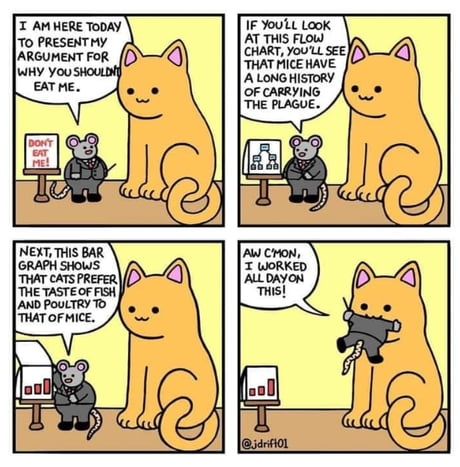 I AM HERE TODAY
TO PRESENT MY
ARGUMENT FOR
WHY YOU SHOULDN'T
EAT ME.
DON'T
EAT
ME!
IF YOU'LL LOOK
AT THIS FLOW
CHART, YOU'LL SEE
THAT MICE HAVE
A LONG HISTORY
OF CARRYING
THE PLAGUE.
NEXT, THIS BAR
GRAPH SHOWS
THAT CATS PREFER
THE TASTE OF FISH
AND POULTRY TO
THAT OF MICE.
AW C'MON,
I WORKED
ALL DAY ON
THIS!
@jdrift01